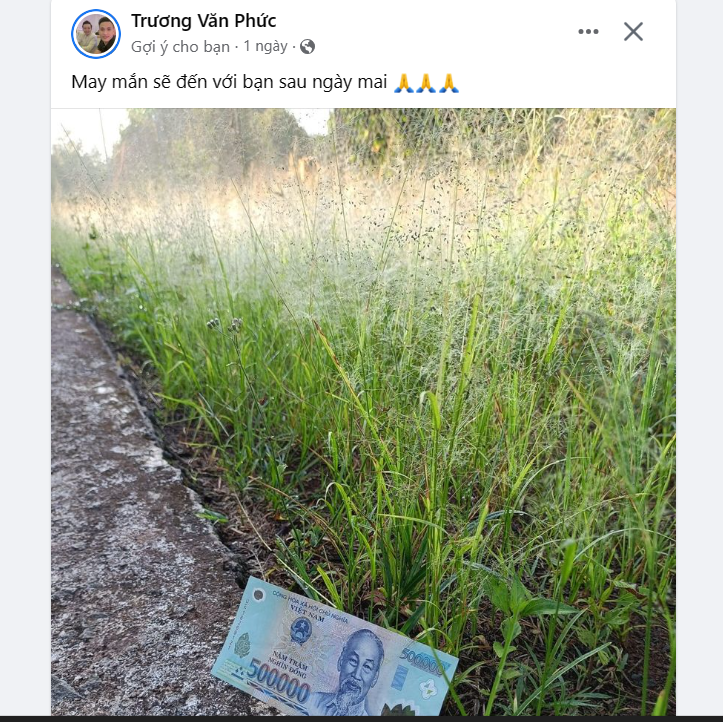 Trương Văn Phức
Gợi ý cho bạn · 1 ngày ·
May mắn sẽ đến với bạn sau ngày mai 🙏🙏🙏
CỘNG HÒA XÃ HỘI CHỦ NGHĨA
VIỆT NAM
NĂM TRĂM
NGHÌN ĐỒNG
500000
500000